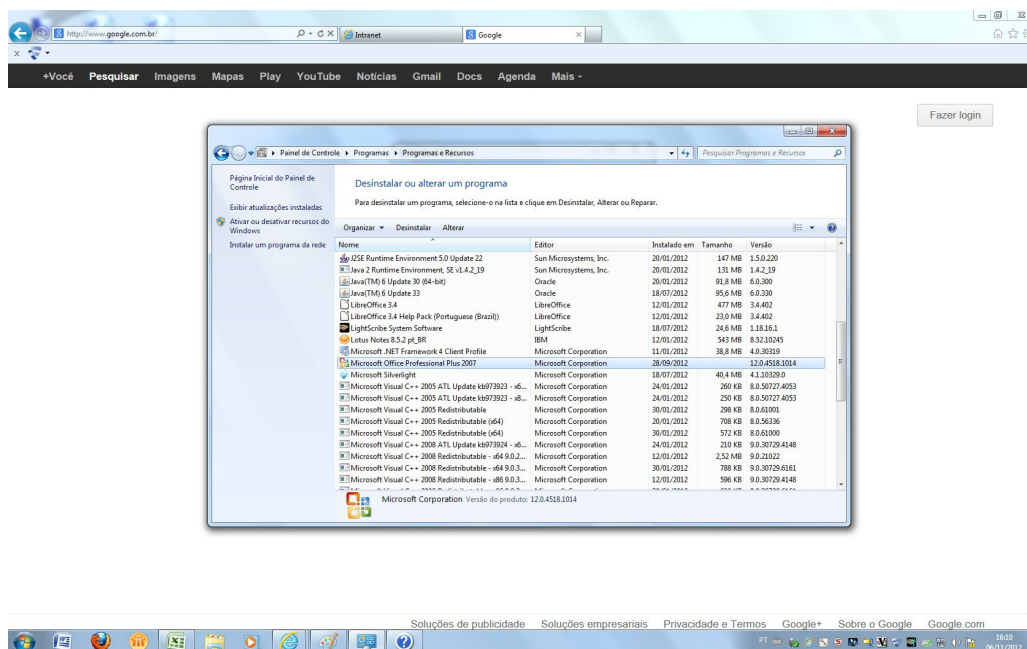 http://www.google.com.br/
Intranet
Google
+Você Pesquisar Imagens Mapas Play YouTube Notícias Gmail Docs Agenda Mais
Fazer login
Painel de Controle Programas Programas e Recursos
Pesquisar Programas e Recursos
Página Inicial do Painel de
Controle
Exibir atualizações instaladas
Ativar ou desativar recursos do
Windows
Instalar um programa da rede
Desinstalar ou alterar um programa
Para desinstalar um programa, selecione-o na lista e clique em Desinstalar, Alterar ou Reparar.
Organizar Desinstalar Alterar
Nome Editor Instalado em Tamanho Versão
J2SE Runtime Environment 5.0 Update 22 Sun Microsystems, Inc. 20/01/2012 147 MB 1.5.0.220
Java 2 Runtime Environment, SE v1.4.2_19 Sun Microsystems, Inc. 20/01/2012 131 MB 1.4.2_19
Java(TM) 6 Update 30 (64-bit) Oracle 20/01/2012 91,8 MB 6.0.300
Java(TM) 6 Update 33 Oracle 18/07/2012 95,6 MB 6.0.330
LibreOffice 3.4 LibreOffice 12/01/2012 477 MB 3.4.402
LibreOffice 3.4 Help Pack (Portuguese (Brazil)) LibreOffice 12/01/2012 23,0 MB 3.4.402
LightScribe System Software LightScribe 18/07/2012 24,6 MB 1.18.16.1
Lotus Notes 8.5.2 pt_BR IBM 12/01/2012 543 MB 8.52.10245
Microsoft .NET Framework 4 Client Profile Microsoft Corporation 11/01/2012 38,8 MB 4.0.30319
Microsoft Office Professional Plus 2007 Microsoft Corporation 28/09/2012 12.0.4518.1014
Microsoft Silverlight Microsoft Corporation 18/07/2012 40,4 MB 4.1.10329.0
Microsoft Visual C++ 2005 ATL Update kb973923 - x6... Microsoft Corporation 24/01/2012 260 KB 8.0.50727.4053
Microsoft Visual C++ 2005 ATL Update kb973923 - x8... Microsoft Corporation 24/01/2012 250 KB 8.0.50727.4053
Microsoft Visual C++ 2005 Redistributable Microsoft Corporation 30/01/2012 298 KB 8.0.61001
Microsoft Visual C++ 2005 Redistributable (x64) Microsoft Corporation 20/01/2012 708 KB 8.0.56336
Microsoft Visual C++ 2005 Redistributable (x64) Microsoft Corporation 30/01/2012 572 KB 8.0.61000
Microsoft Visual C++ 2008 ATL Update kb973924 - x6... Microsoft Corporation 24/01/2012 210 KB 9.0.30729.4148
Microsoft Visual C++ 2008 Redistributable - x64 9.0.2... Microsoft Corporation 12/01/2012 2,52 MB 9.0.21022
Microsoft Visual C++ 2008 Redistributable - x64 9.0.3... Microsoft Corporation 30/01/2012 788 KB 9.0.30729.6161
Microsoft Visual C++ 2008 Redistributable - x86 9.0.3... Microsoft Corporation 12/01/2012 596 KB 9.0.30729.4148
Microsoft Corporation Versão do produto: 12.0.4518.1014
Soluções de publicidade Soluções empresariais Privacidade e Termos Google+ Sobre o Google Google.com
PT 16:10
06/11/2012